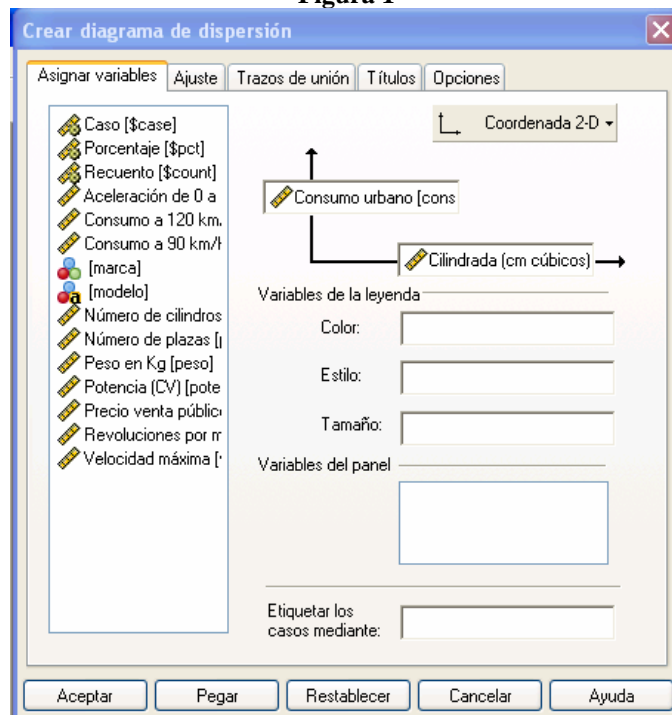 Figura 1
Crear diagrama de dispersión
Asignar variables Ajuste Trazos de unión Títulos Opciones
Caso [$case]
Porcentaje [$pct]
Recuento [$count]
Aceleración de 0 a
Consumo a 120 km.
Consumo a 90 km/h
[marca]
[modelo]
Número de cilindros
Número de plazas [
Peso en Kg [peso]
Potencia (CV) [pote
Precio venta públic
Revoluciones por m
Velocidad máxima [
Coordenada 2-D
Consumo urbano [cons
Cilindrada (cm cúbicos)
Variables de la leyenda
Color:
Estilo:
Tamaño:
Variables del panel
Etiquetar los
casos mediante:
Aceptar Pegar Restablecer Cancelar Ayuda